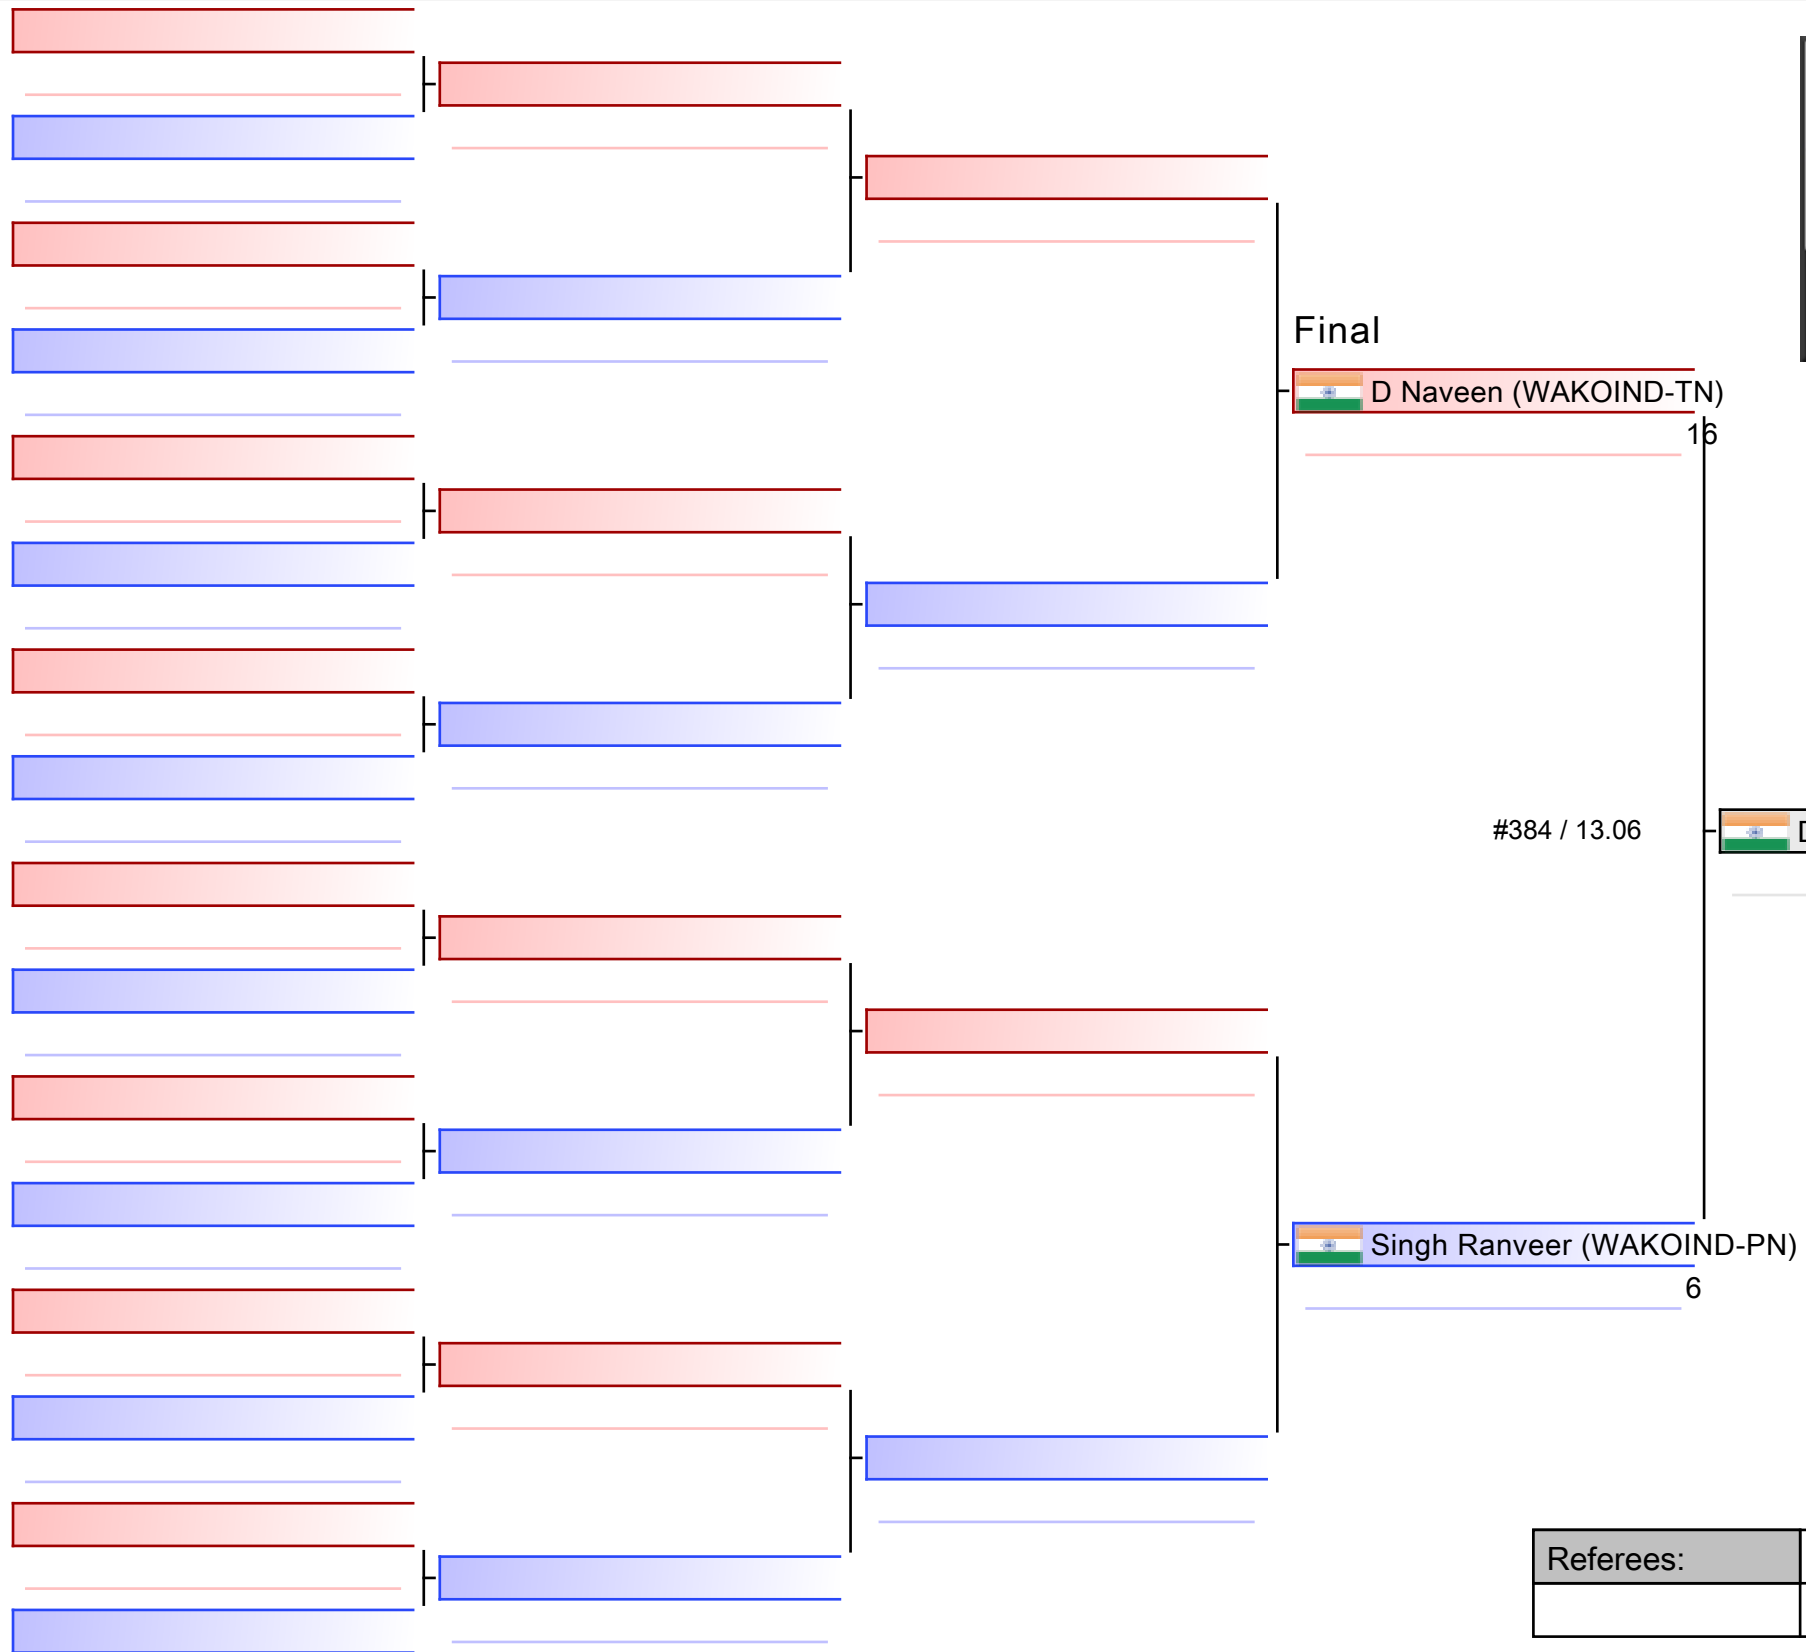 Final
D Naveen (WAKOIND-TN)
16
#384 / 13.06
D
Singh Ranveer (WAKOIND-PN)
6
Referees: